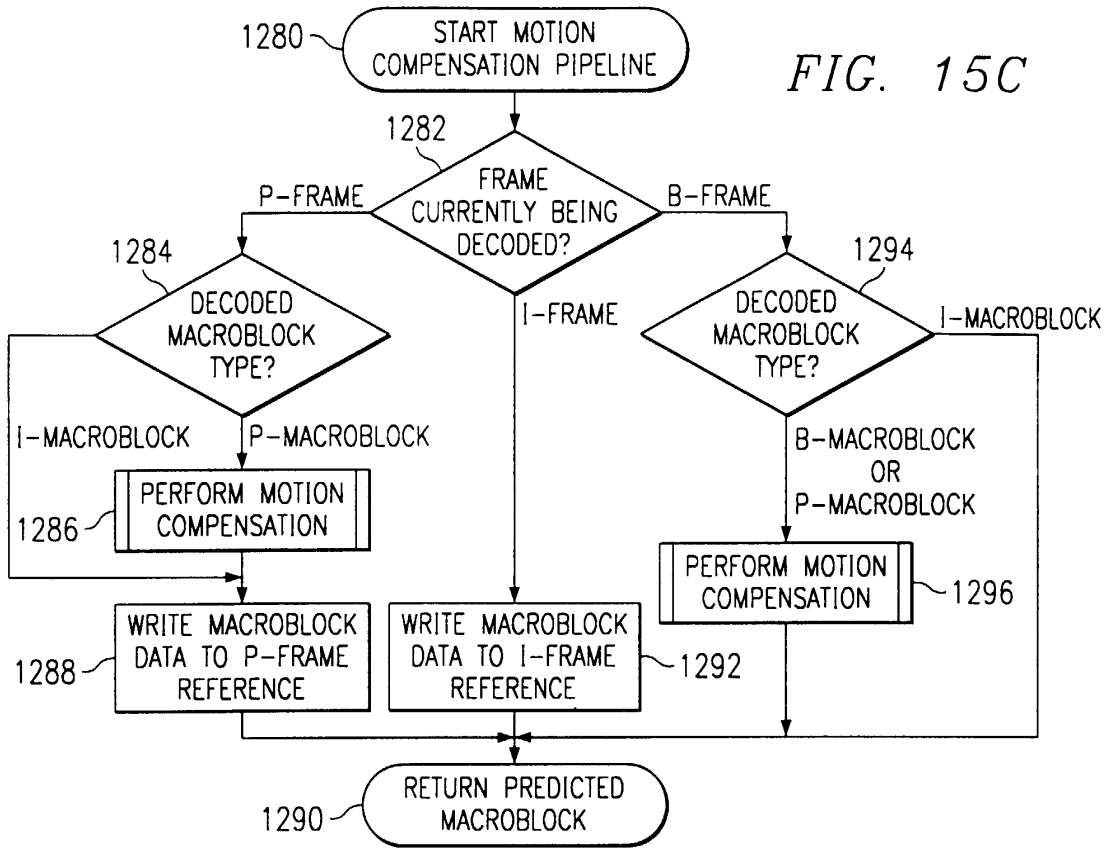 1280
START MOTION
COMPENSATION PIPELINE
FIG. 15C
1282
FRAME
CURRENTLY BEING
DECODED?
P-FRAME
B-FRAME
I-FRAME
1284
DECODED
MACROBLOCK
TYPE?
1294
DECODED
MACROBLOCK
TYPE?
I-MACROBLOCK
I-MACROBLOCK
P-MACROBLOCK
B-MACROBLOCK
OR
P-MACROBLOCK
1286
PERFORM MOTION
COMPENSATION
PERFORM MOTION
COMPENSATION
1296
1288
WRITE MACROBLOCK
DATA TO P-FRAME
REFERENCE
WRITE MACROBLOCK
DATA TO I-FRAME
REFERENCE
1292
1290
RETURN PREDICTED
MACROBLOCK